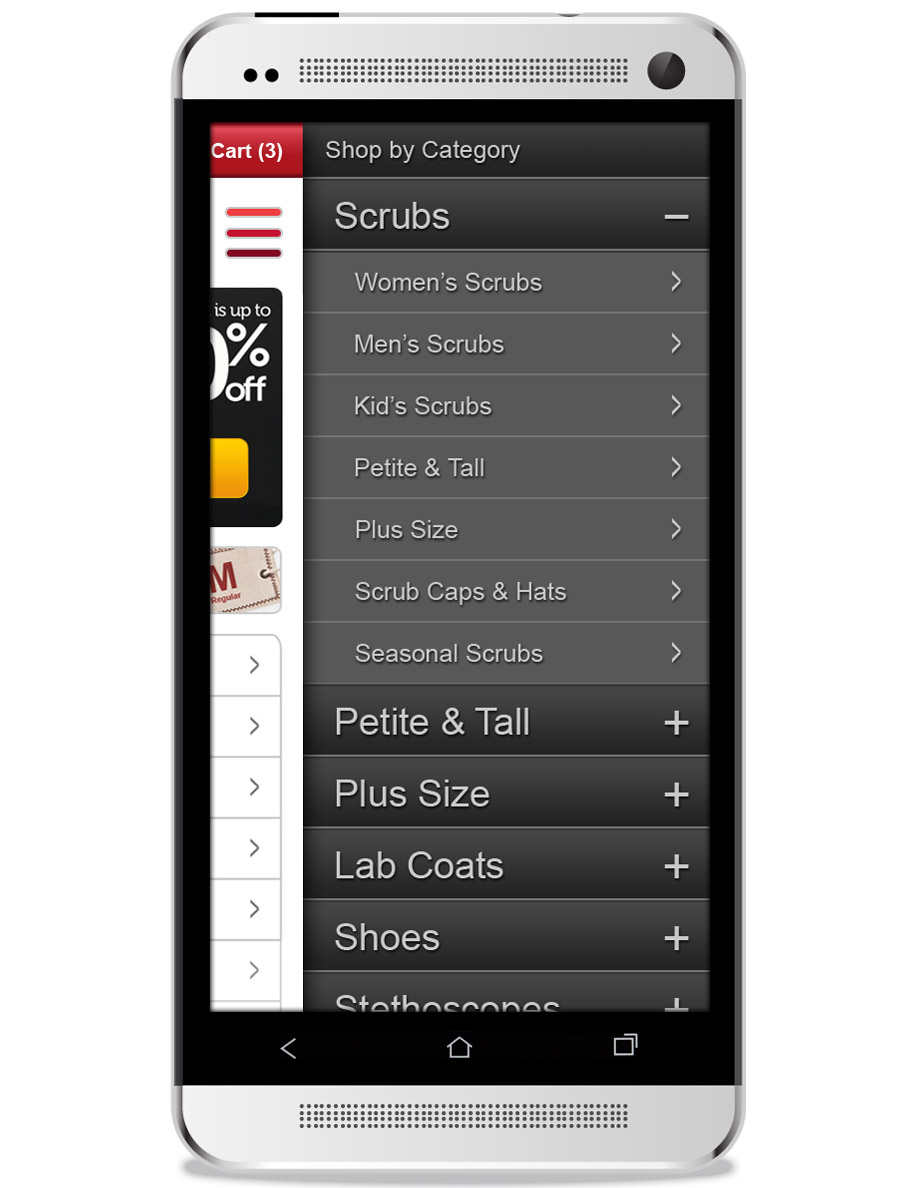 Cart (3)
Shop by Category
Scrubs
Women’s Scrubs
Men’s Scrubs
Kid’s Scrubs
Petite & Tall
Plus Size
Scrub Caps & Hats
Seasonal Scrubs
Petite & Tall
Plus Size
Lab Coats
Shoes
Stethoscopes
is up to
0%
off
M
Regular